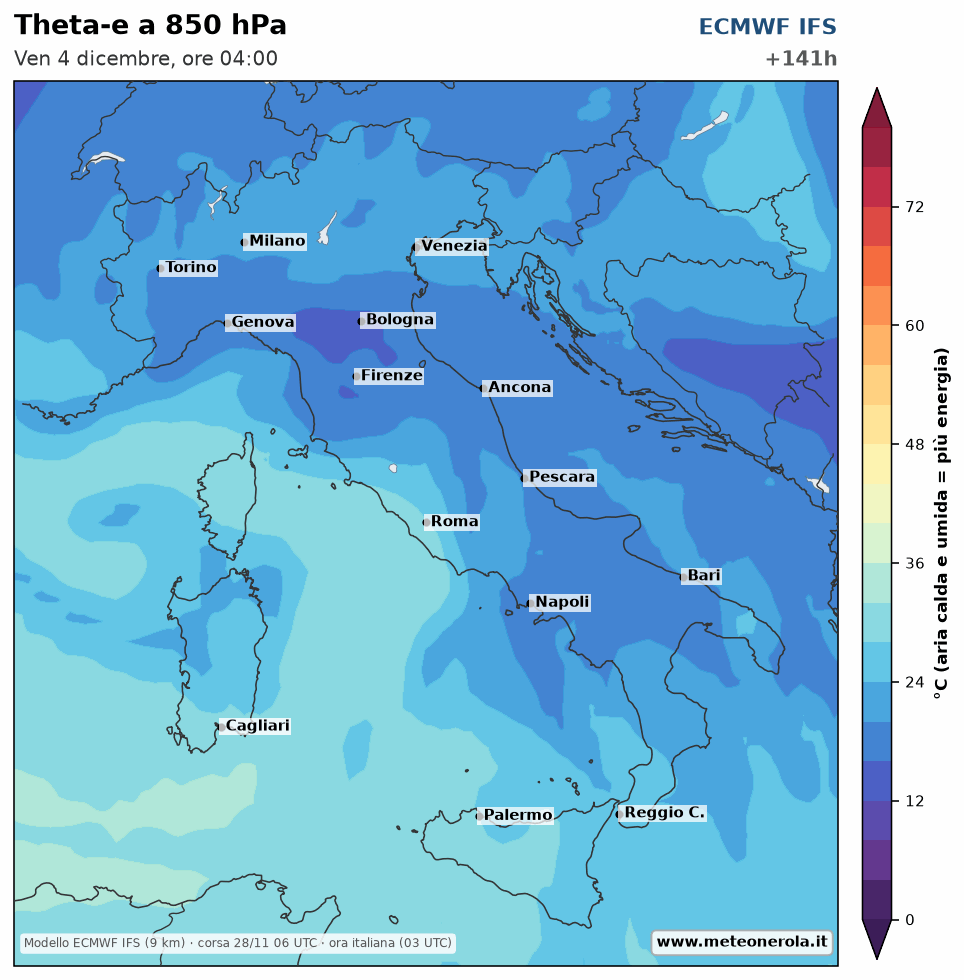 Theta-e a 850 hPa
ECMWF IFS
Ven 4 dicembre, ore 04:00
+141h
Milano
Venezia
Torino
Genova
Bologna
Firenze
Ancona
Pescara
Roma
Bari
Napoli
Cagliari
Palermo
Reggio C.
72
60
48
36
24
12
0
°C (aria calda e umida = più energia)
Modello ECMWF IFS (9 km) · corsa 28/11 06 UTC · ora italiana (03 UTC)
www.meteonerola.it